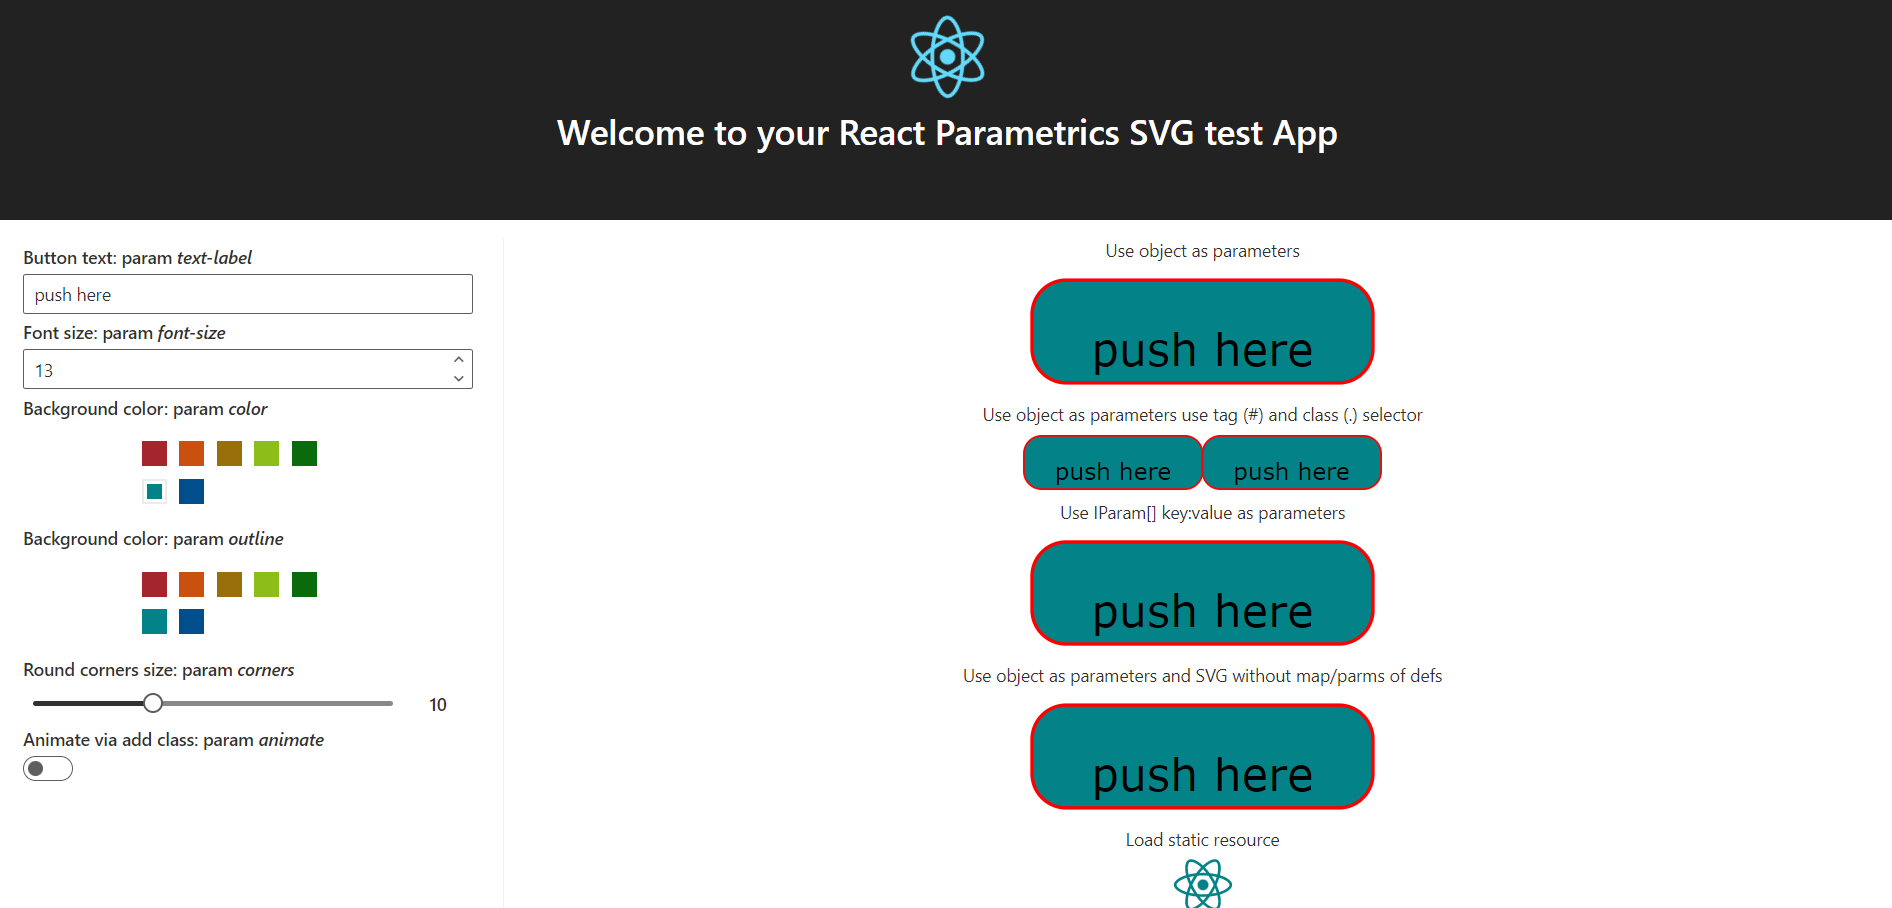 Welcome to your React Parametrics SVG test App
Button text: param text-label
push here
Font size: param font-size
13
Background color: param color
Background color: param outline
Round corners size: param corners
10
Animate via add class: param animate
Use object as parameters
push here
Use object as parameters use tag (#) and class (.) selector
push here push here
Use IParam[] key:value as parameters
push here
Use object as parameters and SVG without map/parms of defs
push here
Load static resource